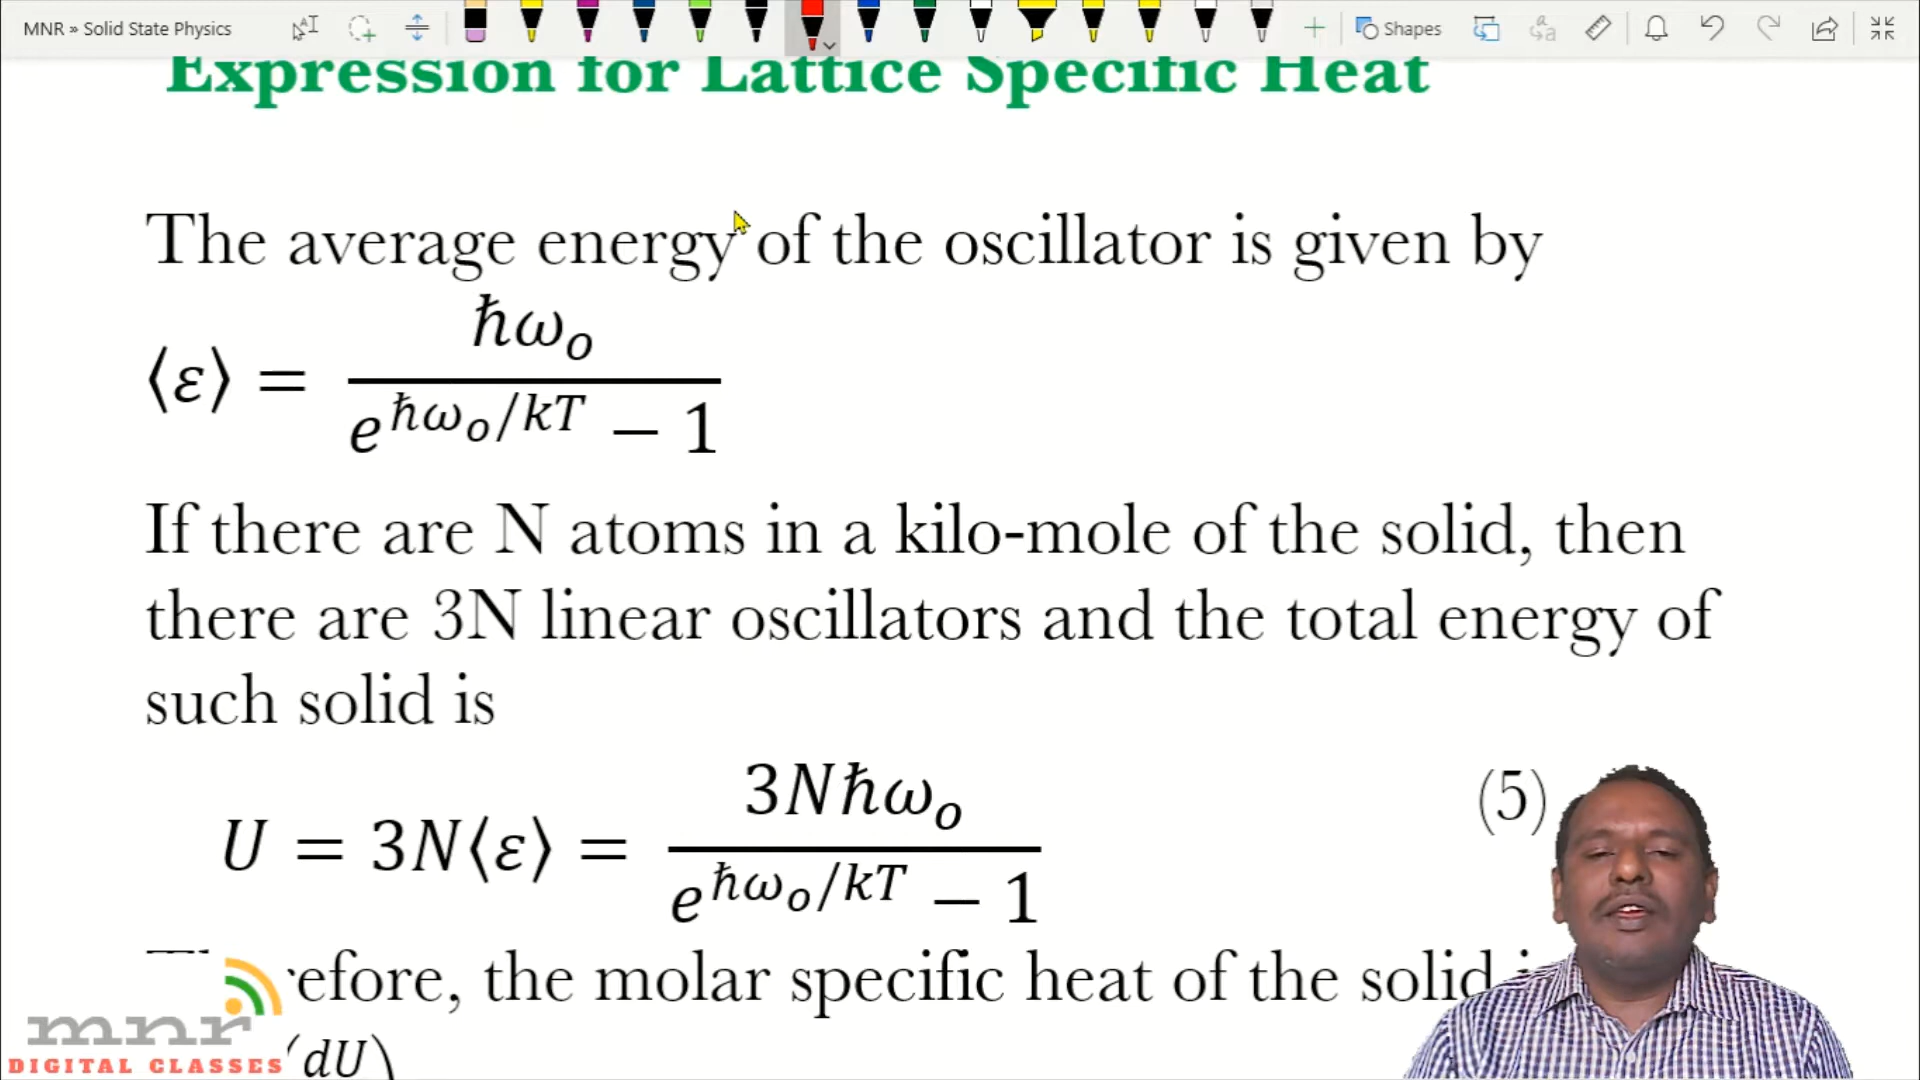 MNR » Solid State Physics
Shapes
Expression for Lattice Specific Heat
The average energy of the oscillator is given by
⟨ε⟩ = ħω₀ / (e^(ħω₀/kT) − 1)
If there are N atoms in a kilo-mole of the solid, then
there are 3N linear oscillators and the total energy of
such solid is
U = 3N⟨ε⟩ = 3Nħω₀ / (e^(ħω₀/kT) − 1) (5)
refore, the molar specific heat of the solid
(dU)
mnr
DIGITAL CLASSES